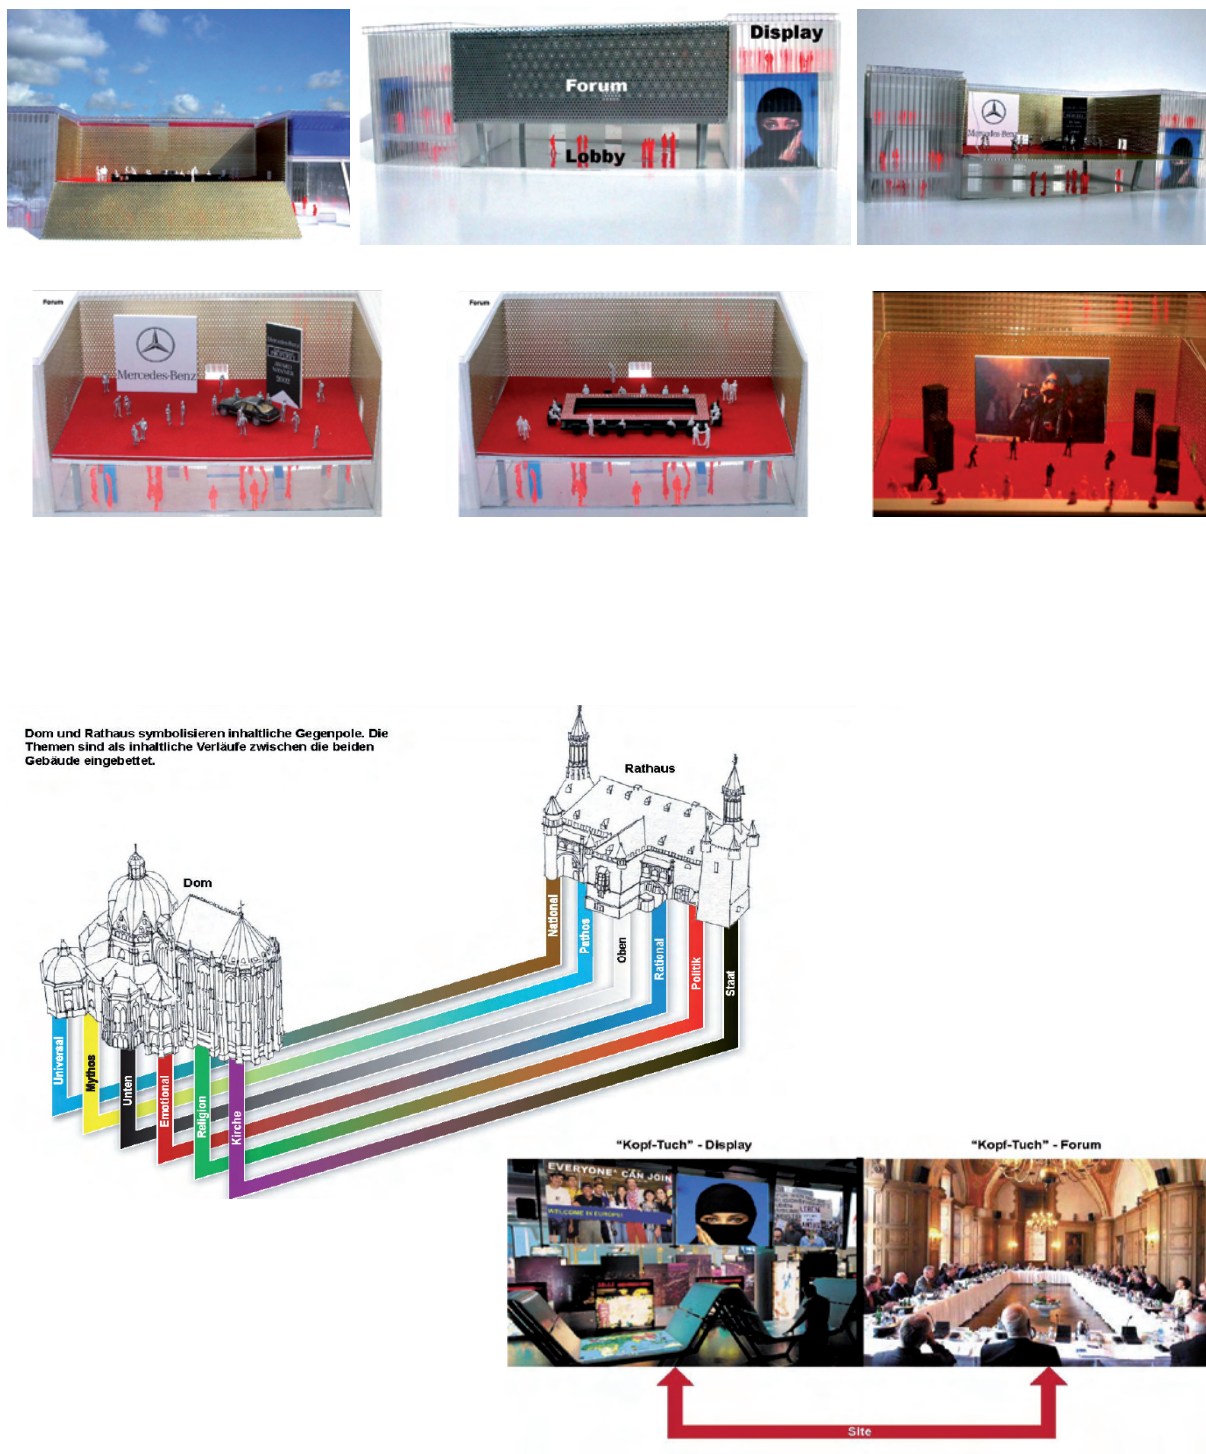 Display
Forum
Lobby
Mercedes-Benz
Forum
Mercedes-Benz
2002
Forum
Dom und Rathaus symbolisieren inhaltliche Gegenpole. Die
Themen sind als inhaltliche Verläufe zwischen die beiden
Gebäude eingebettet.
Rathaus
Dom
National
Pathos
Oben
Rational
Politik
Staat
Universal
Mythos
Unten
Emotional
Religion
Kirche
"Kopf-Tuch" - Display
"Kopf-Tuch" - Forum
EVERYONE* CAN JOIN
WELCOME IN EUROPE!
Site